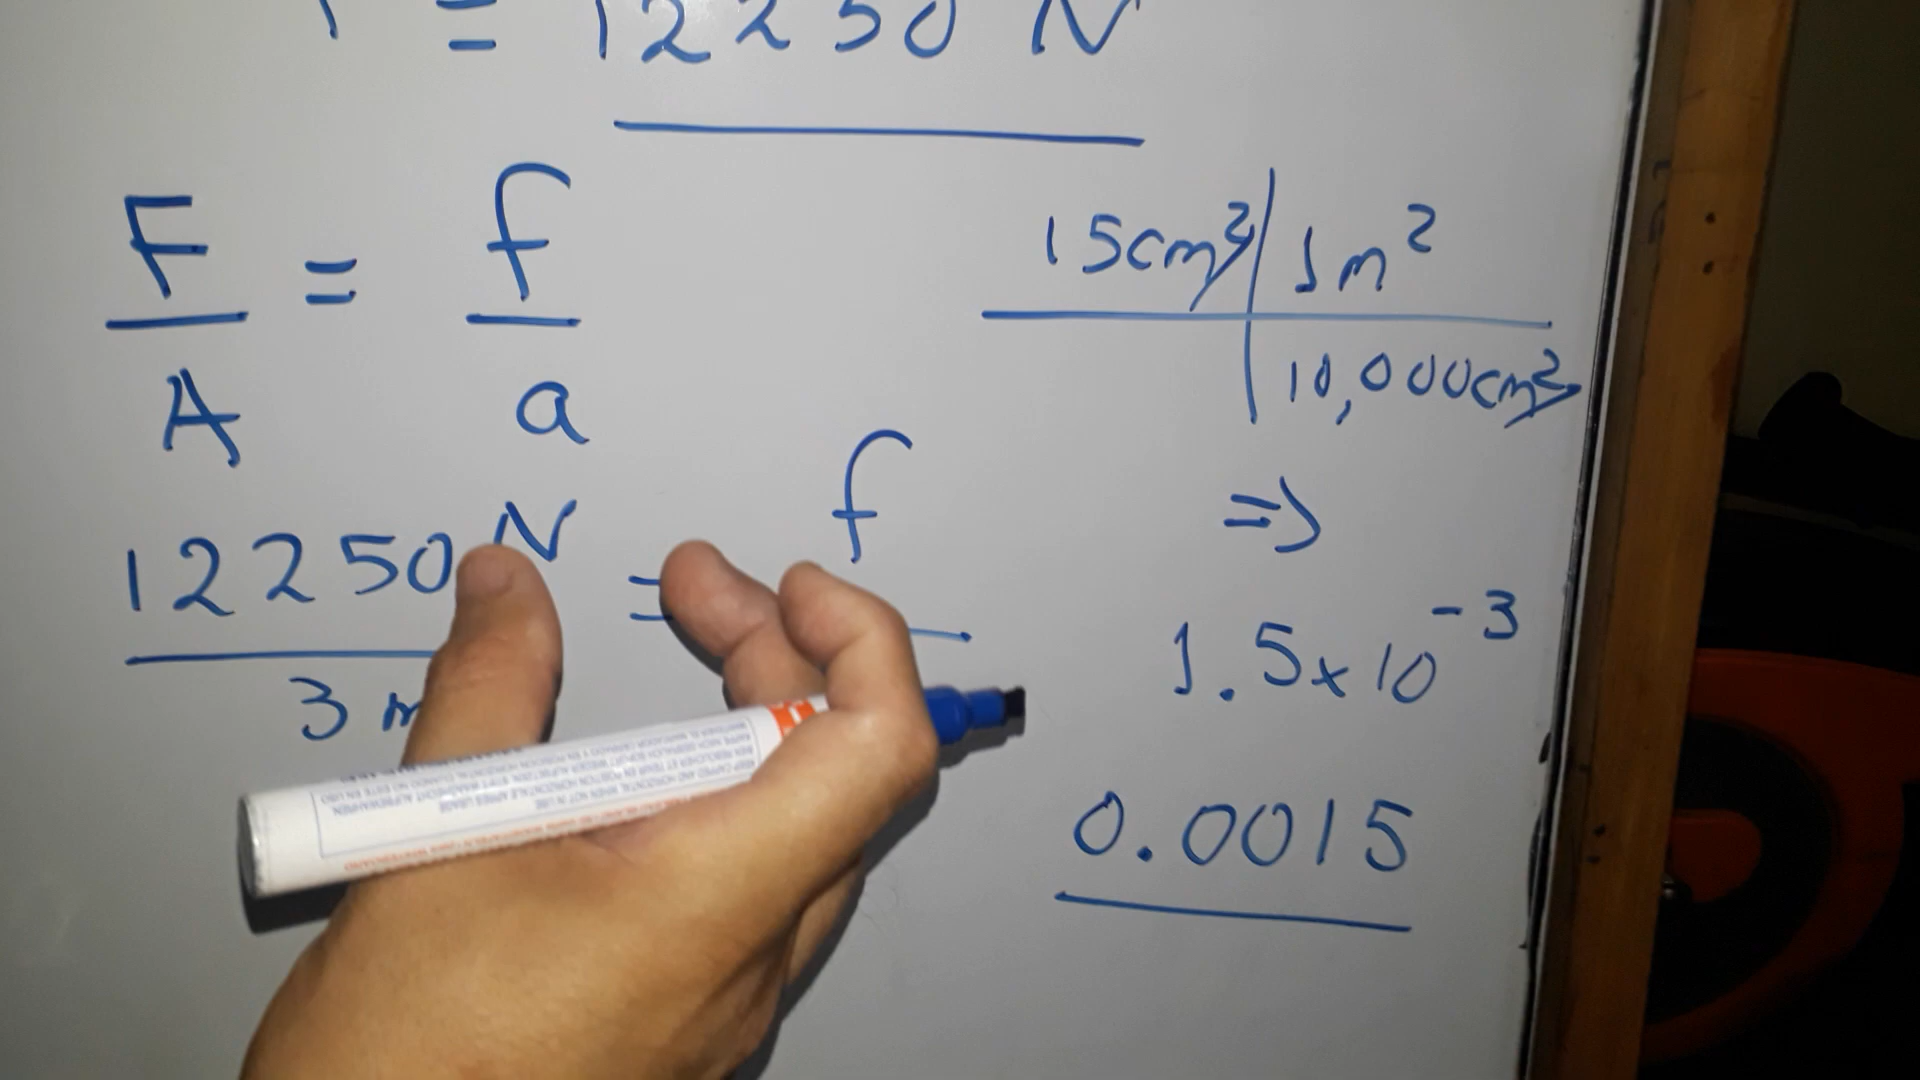 = 12250 N
F/A = f/a
15cm² | 1m²
10,000cm²
12250 N = f
3 m
=>
1.5x10⁻³
0.0015